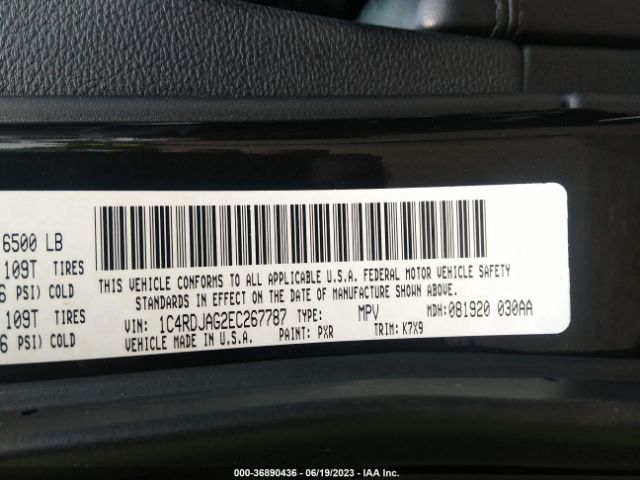 6500 LB
109T TIRES
6 PSI) COLD
109T TIRES
6 PSI) COLD
THIS VEHICLE CONFORMS TO ALL APPLICABLE U.S.A. FEDERAL MOTOR VEHICLE SAFETY
STANDARDS IN EFFECT ON THE DATE OF MANUFACTURE SHOWN ABOVE.
VIN: 1C4RDJAG2EC267787 TYPE: MPV MDH: 081920 030AA
VEHICLE MADE IN U.S.A. PAINT: PXR TRIM: K7X9
000-36890436 - 06/19/2023 - IAA Inc.